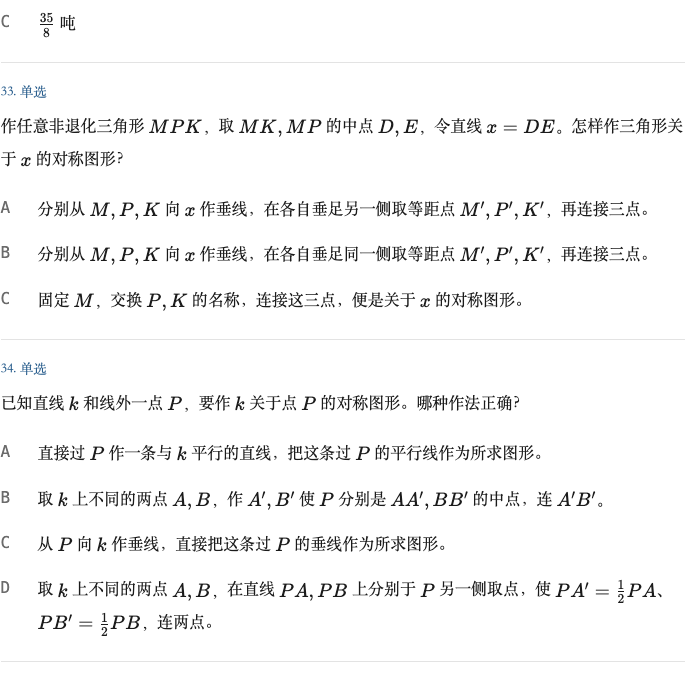 C $\frac{35}{8}$ 吨
33. 单选
作任意非退化三角形 $MPK$，取 $MK, MP$ 的中点 $D, E$，令直线 $x = DE$。怎样作三角形关
于 $x$ 的对称图形？
A 分别从 $M, P, K$ 向 $x$ 作垂线，在各自垂足另一侧取等距点 $M', P', K'$，再连接三点。
B 分别从 $M, P, K$ 向 $x$ 作垂线，在各自垂足同一侧取等距点 $M', P', K'$，再连接三点。
C 固定 $M$，交换 $P, K$ 的名称，连接这三点，便是关于 $x$ 的对称图形。
34. 单选
已知直线 $k$ 和线外一点 $P$，要作 $k$ 关于点 $P$ 的对称图形。哪种作法正确？
A 直接过 $P$ 作一条与 $k$ 平行的直线，把这条过 $P$ 的平行线作为所求图形。
B 取 $k$ 上不同的两点 $A, B$，作 $A', B'$ 使 $P$ 分别是 $AA', BB'$ 的中点，连 $A'B'$。
C 从 $P$ 向 $k$ 作垂线，直接把这条过 $P$ 的垂线作为所求图形。
D 取 $k$ 上不同的两点 $A, B$，在直线 $PA, PB$ 上分别于 $P$ 另一侧取点，使 $PA' = \frac{1}{2}PA$、
$PB' = \frac{1}{2}PB$，连两点。